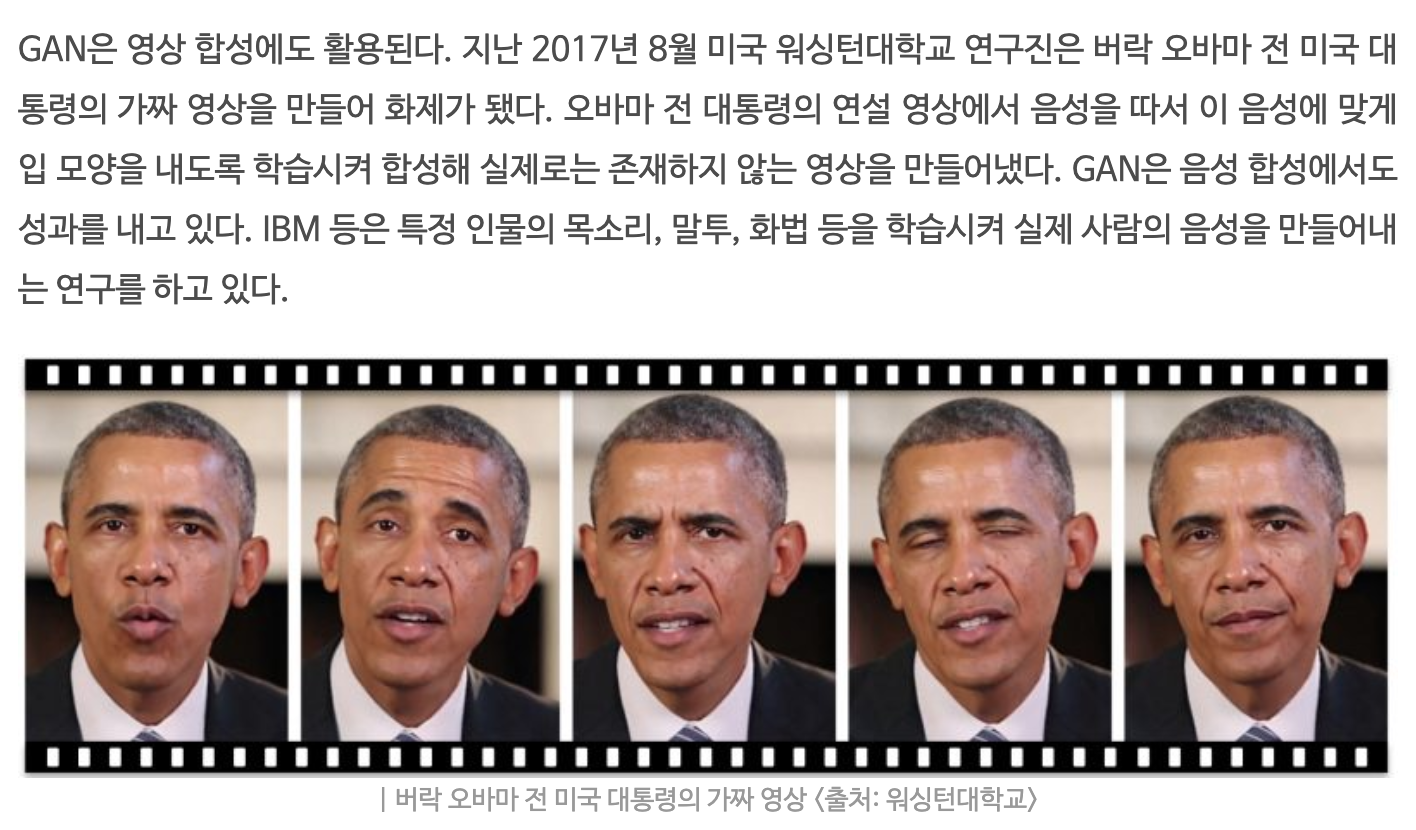 GAN은 영상 합성에도 활용된다. 지난 2017년 8월 미국 워싱턴대학교 연구진은 버락 오바마 전 미국 대
통령의 가짜 영상을 만들어 화제가 됐다. 오바마 전 대통령의 연설 영상에서 음성을 따서 이 음성에 맞게
입 모양을 내도록 학습시켜 합성해 실제로는 존재하지 않는 영상을 만들어냈다. GAN은 음성 합성에서도
성과를 내고 있다. IBM 등은 특정 인물의 목소리, 말투, 화법 등을 학습시켜 실제 사람의 음성을 만들어내
는 연구를 하고 있다.
| 버락 오바마 전 미국 대통령의 가짜 영상 <출처: 워싱턴대학교>